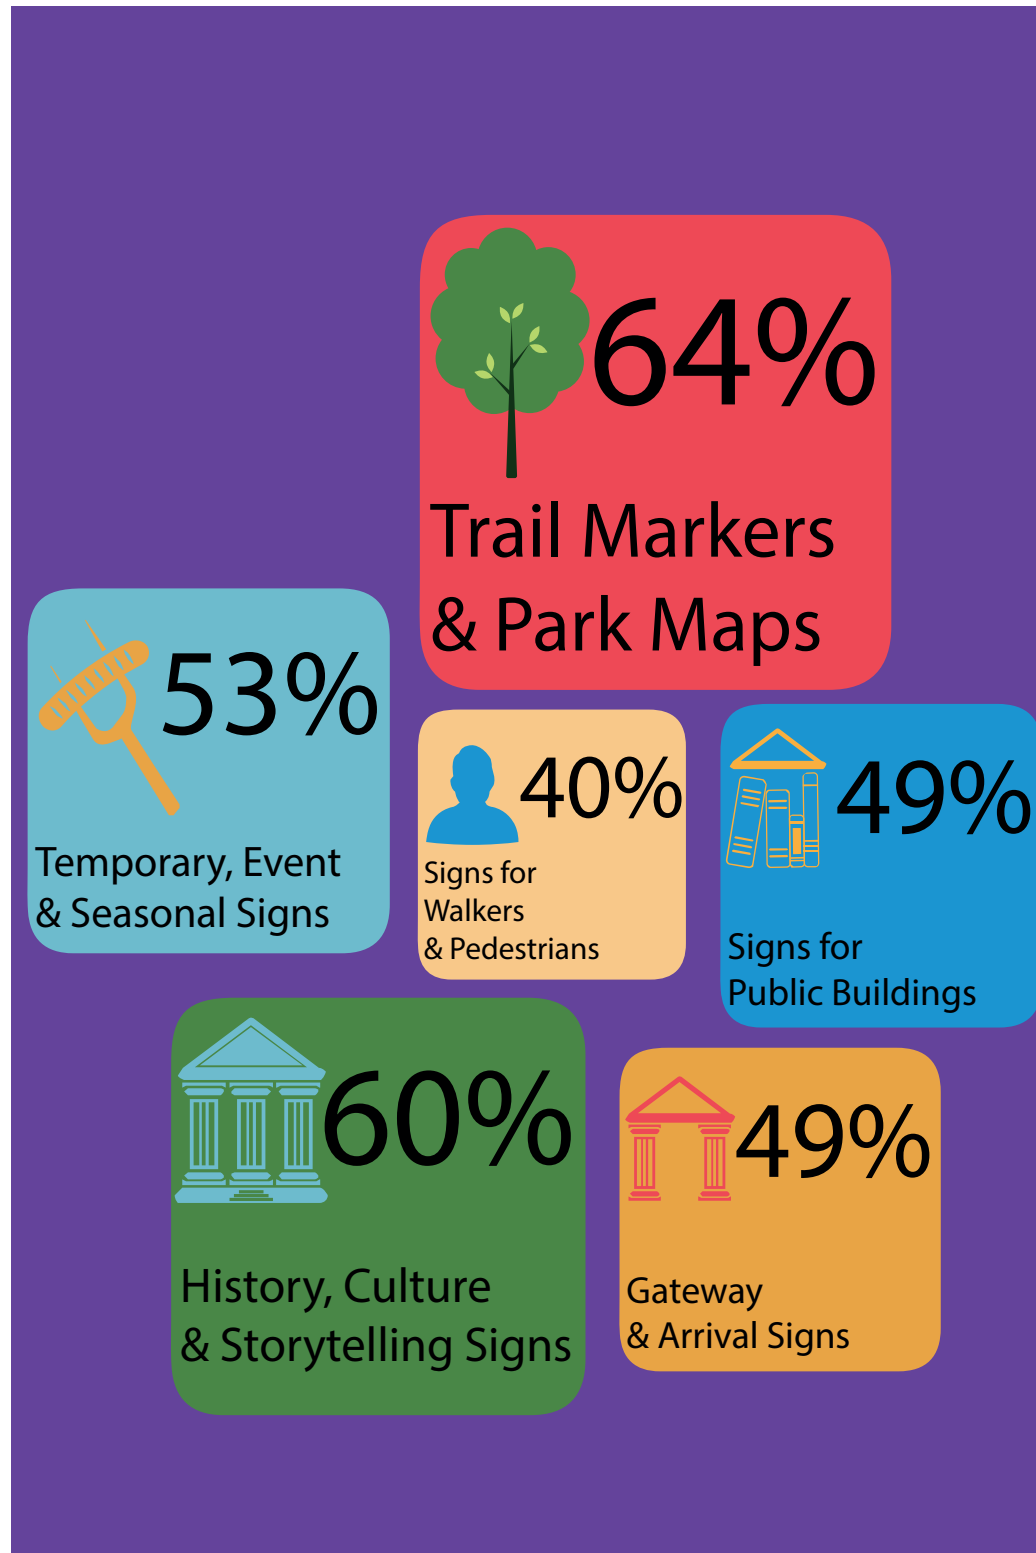 64%
Trail Markers
& Park Maps
53%
Temporary, Event
& Seasonal Signs
40%
Signs for
Walkers
& Pedestrians
49%
Signs for
Public Buildings
60%
History, Culture
& Storytelling Signs
49%
Gateway
& Arrival Signs